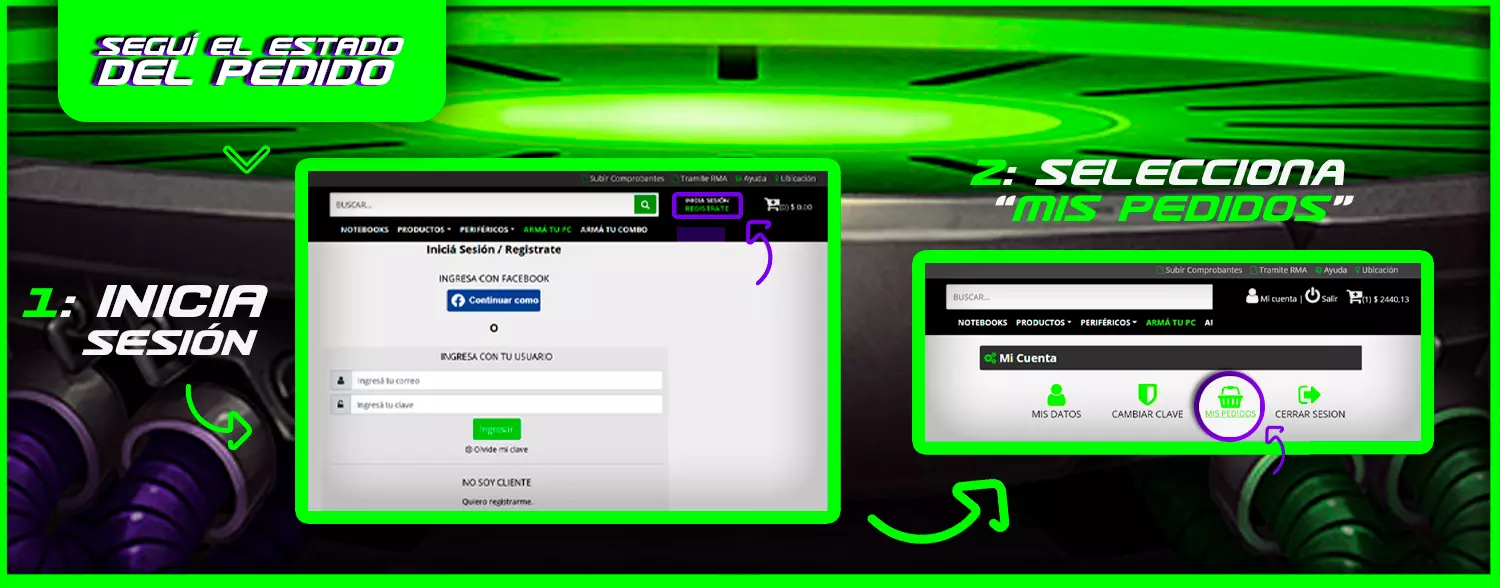 SEGUÍ EL ESTADO
DEL PEDIDO
1: INICIA
SESIÓN
Subir Comprobantes Tramite RMA Ayuda Ubicación
BUSCAR...
INICIA SESIÓN
REGISTRATE
(0) $ 0.00
NOTEBOOKS PRODUCTOS PERIFÉRICOS ARMÁ TU PC ARMÁ TU COMBO
Iniciá Sesión / Registrate
INGRESA CON FACEBOOK
Continuar como
O
INGRESA CON TU USUARIO
Ingresá tu correo
Ingresá tu clave
Ingresar
Olvide mi clave
NO SOY CLIENTE
Quiero registrarme.
2: SELECCIONA
"MIS PEDIDOS"
Subir Comprobantes Tramite RMA Ayuda Ubicación
BUSCAR...
Mi cuenta | Salir (1) $ 2440,13
NOTEBOOKS PRODUCTOS PERIFÉRICOS ARMÁ TU PC
Mi Cuenta
MIS DATOS CAMBIAR CLAVE MIS PEDIDOS CERRAR SESION